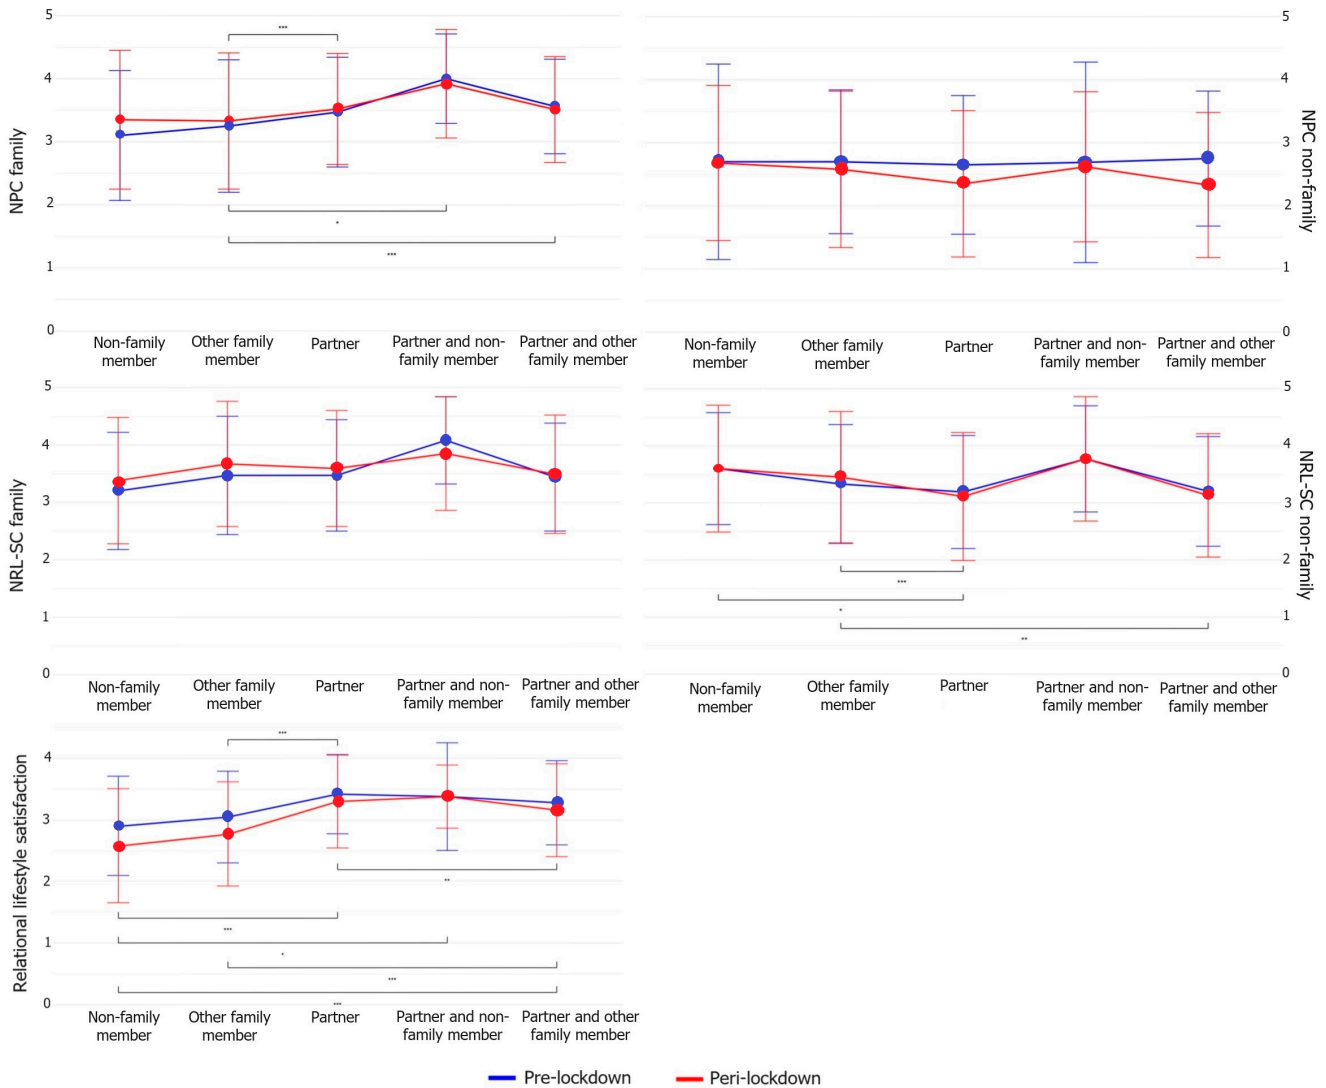 5
4
3
2
1
0
NPC family
***
*
***
Non-family member
Other family member
Partner
Partner and non-family member
Partner and other family member
5
4
3
2
1
0
NPC non-family
Non-family member
Other family member
Partner
Partner and non-family member
Partner and other family member
5
4
3
2
1
0
NRL-SC family
Non-family member
Other family member
Partner
Partner and non-family member
Partner and other family member
5
4
3
2
1
0
NRL-SC non-family
***
*
**
Non-family member
Other family member
Partner
Partner and non-family member
Partner and other family member
4
3
2
1
0
Relational lifestyle satisfaction
***
**
***
*
***
***
Non-family member
Other family member
Partner
Partner and non-family member
Partner and other family member
Pre-lockdown
Peri-lockdown